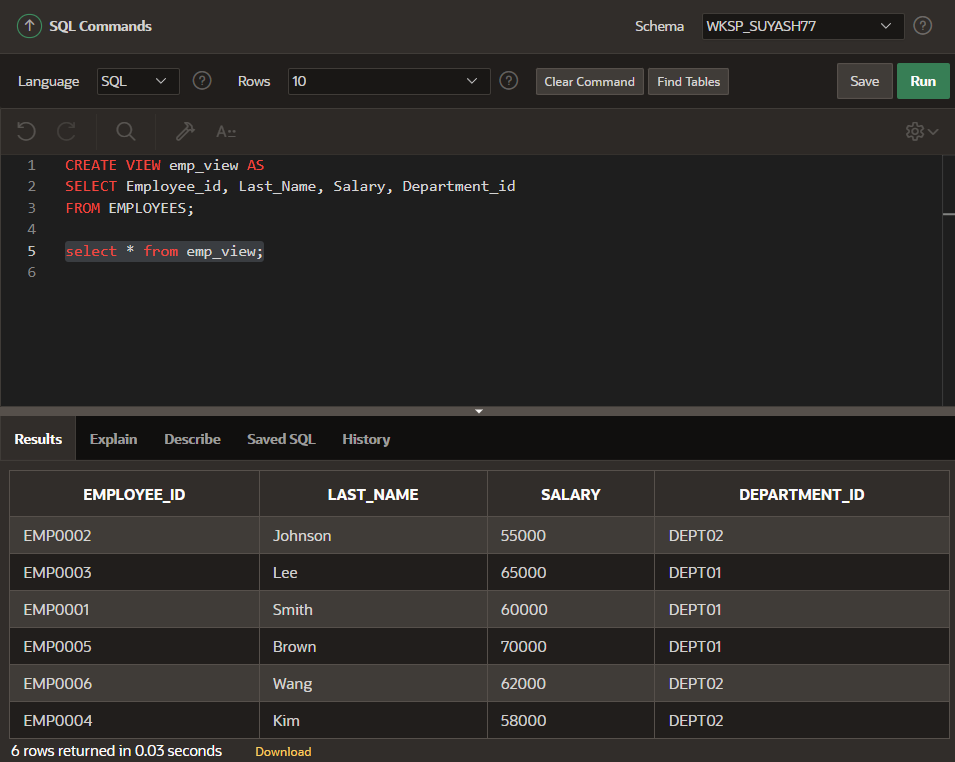 SQL Commands Schema WKSP_SUYASH77 ?
Language SQL ? Rows 10 ? Clear Command Find Tables Save Run
A::
1 CREATE VIEW emp_view AS
2 SELECT Employee_id, Last_Name, Salary, Department_id
3 FROM EMPLOYEES;
4
5 select * from emp_view;
6
Results Explain Describe Saved SQL History
EMPLOYEE_ID LAST_NAME SALARY DEPARTMENT_ID
EMP0002 Johnson 55000 DEPT02
EMP0003 Lee 65000 DEPT01
EMP0001 Smith 60000 DEPT01
EMP0005 Brown 70000 DEPT01
EMP0006 Wang 62000 DEPT02
EMP0004 Kim 58000 DEPT02
6 rows returned in 0.03 seconds Download